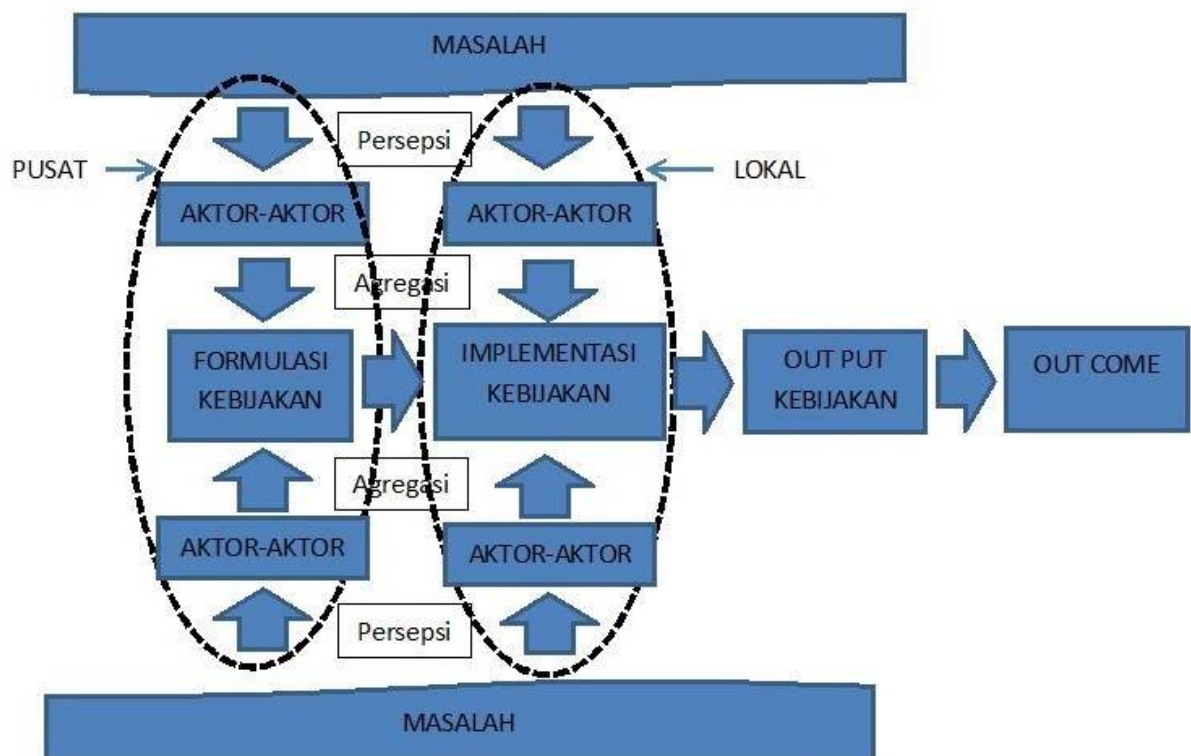 MASALAH
Persepsi
PUSAT
LOKAL
AKTOR-AKTOR
AKTOR-AKTOR
Agregasi
FORMULASI
KEBIJAKAN
IMPLEMENTASI
KEBIJAKAN
OUT PUT
KEBIJAKAN
OUT COME
Agregasi
AKTOR-AKTOR
AKTOR-AKTOR
Persepsi
MASALAH